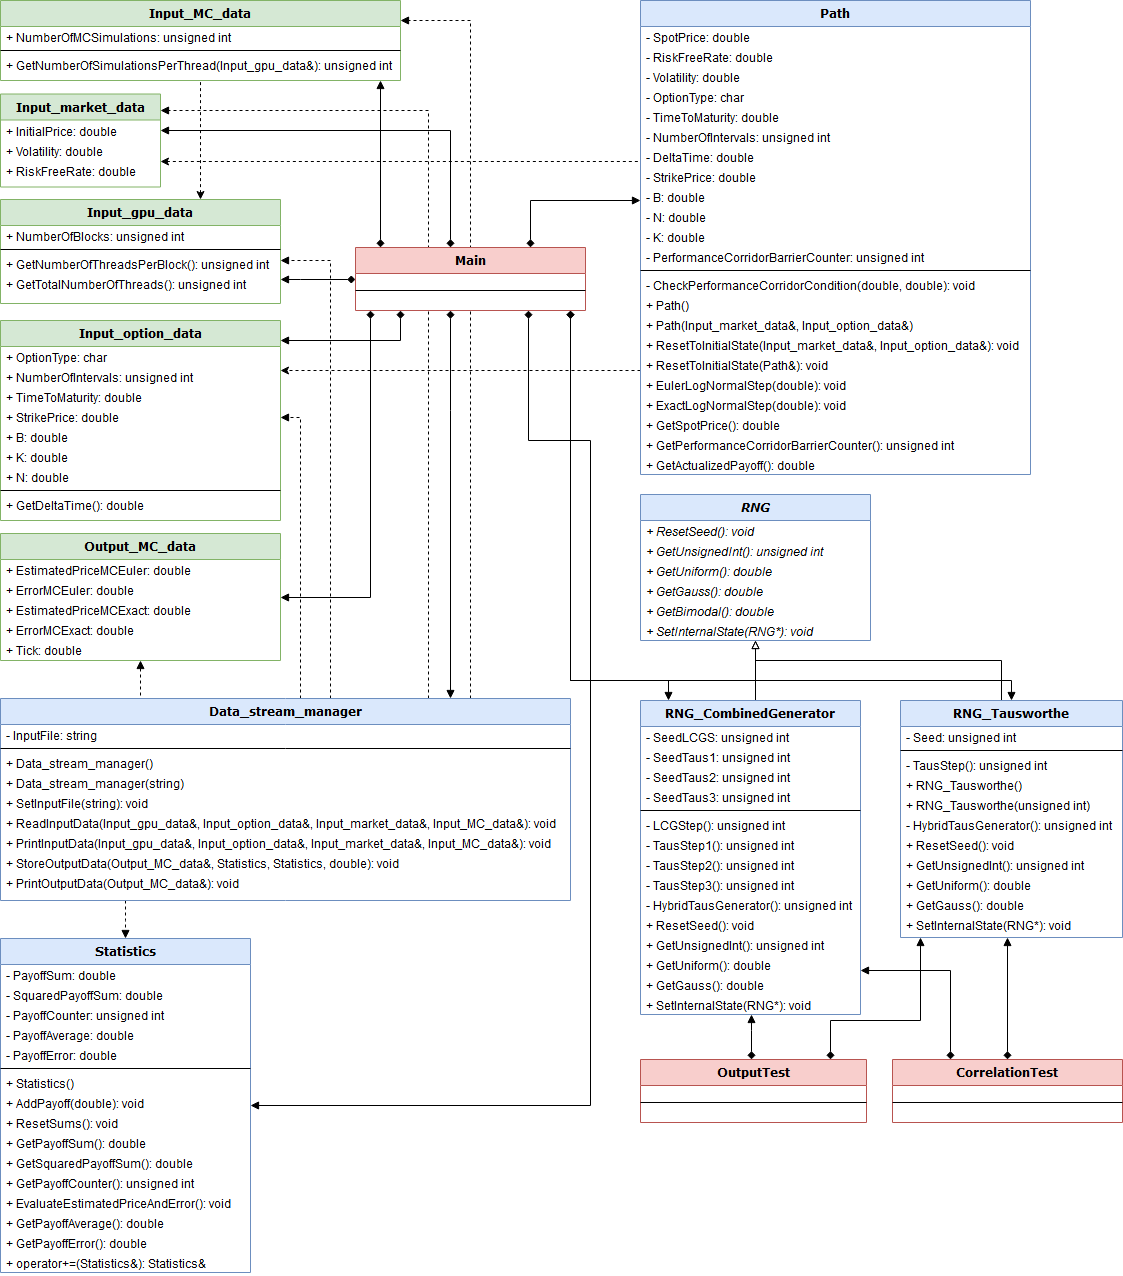 Input_MC_data
+ NumberOfMCSimulations: unsigned int
+ GetNumberOfSimulationsPerThread(Input_gpu_data&): unsigned int
Input_market_data
+ InitialPrice: double
+ Volatility: double
+ RiskFreeRate: double
Input_gpu_data
+ NumberOfBlocks: unsigned int
+ GetNumberOfThreadsPerBlock(): unsigned int
+ GetTotalNumberOfThreads(): unsigned int
Input_option_data
+ OptionType: char
+ NumberOfIntervals: unsigned int
+ TimeToMaturity: double
+ StrikePrice: double
+ B: double
+ K: double
+ N: double
+ GetDeltaTime(): double
Output_MC_data
+ EstimatedPriceMCEuler: double
+ ErrorMCEuler: double
+ EstimatedPriceMCExact: double
+ ErrorMCExact: double
+ Tick: double
Main
Path
- SpotPrice: double
- RiskFreeRate: double
- Volatility: double
- OptionType: char
- TimeToMaturity: double
- NumberOfIntervals: unsigned int
- DeltaTime: double
- StrikePrice: double
- B: double
- N: double
- K: double
- PerformanceCorridorBarrierCounter: unsigned int
- CheckPerformanceCorridorCondition(double, double): void
+ Path()
+ Path(Input_market_data&, Input_option_data&)
+ ResetToInitialState(Input_market_data&, Input_option_data&): void
+ ResetToInitialState(Path&): void
+ EulerLogNormalStep(double): void
+ ExactLogNormalStep(double): void
+ GetSpotPrice(): double
+ GetPerformanceCorridorBarrierCounter(): unsigned int
+ GetActualizedPayoff(): double
RNG
+ ResetSeed(): void
+ GetUnsignedInt(): unsigned int
+ GetUniform(): double
+ GetGauss(): double
+ GetBimodal(): double
+ SetInternalState(RNG*): void
Data_stream_manager
- InputFile: string
+ Data_stream_manager()
+ Data_stream_manager(string)
+ SetInputFile(string): void
+ ReadInputData(Input_gpu_data&, Input_option_data&, Input_market_data&, Input_MC_data&): void
+ PrintInputData(Input_gpu_data&, Input_option_data&, Input_market_data&, Input_MC_data&): void
+ StoreOutputData(Output_MC_data&, Statistics, Statistics, double): void
+ PrintOutputData(Output_MC_data&): void
RNG_CombinedGenerator
- SeedLCGS: unsigned int
- SeedTaus1: unsigned int
- SeedTaus2: unsigned int
- SeedTaus3: unsigned int
- LCGStep(): unsigned int
- TausStep1(): unsigned int
- TausStep2(): unsigned int
- TausStep3(): unsigned int
- HybridTausGenerator(): unsigned int
+ ResetSeed(): void
+ GetUnsignedInt(): unsigned int
+ GetUniform(): double
+ GetGauss(): double
+ SetInternalState(RNG*): void
RNG_Tausworthe
- Seed: unsigned int
- TausStep(): unsigned int
+ RNG_Tausworthe()
+ RNG_Tausworthe(unsigned int)
- HybridTausGenerator(): unsigned int
+ ResetSeed(): void
+ GetUnsignedInt(): unsigned int
+ GetUniform(): double
+ GetGauss(): double
+ SetInternalState(RNG*): void
Statistics
- PayoffSum: double
- SquaredPayoffSum: double
- PayoffCounter: unsigned int
- PayoffAverage: double
- PayoffError: double
+ Statistics()
+ AddPayoff(double): void
+ ResetSums(): void
+ GetPayoffSum(): double
+ GetSquaredPayoffSum(): double
+ GetPayoffCounter(): unsigned int
+ EvaluateEstimatedPriceAndError(): void
+ GetPayoffAverage(): double
+ GetPayoffError(): double
+ operator+=(Statistics&): Statistics&
OutputTest
CorrelationTest